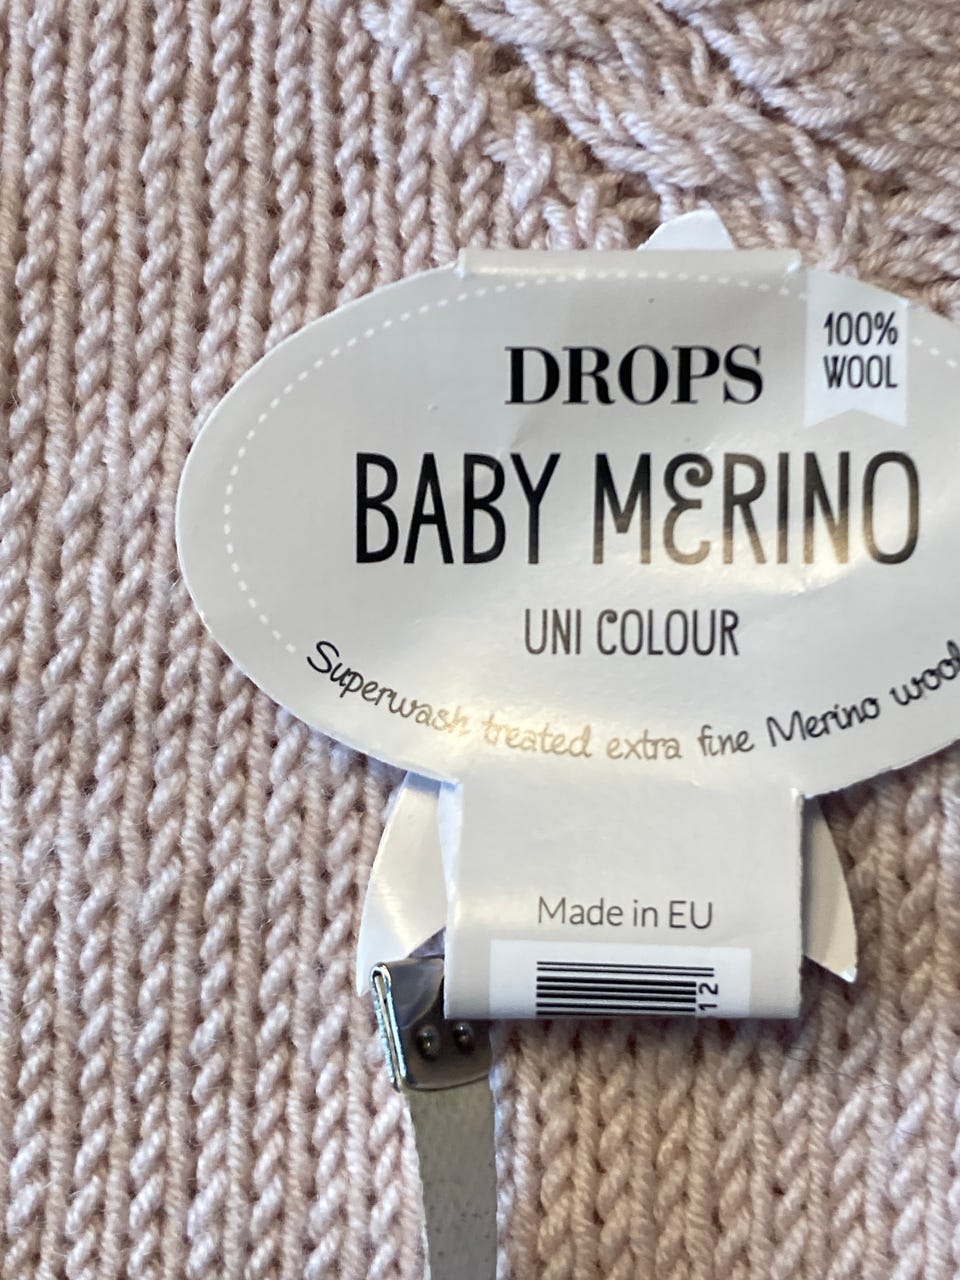 DROPS
100%
WOOL
BABY MERINO
UNI COLOUR
Superwash treated extra fine Merino wool
Made in EU
12